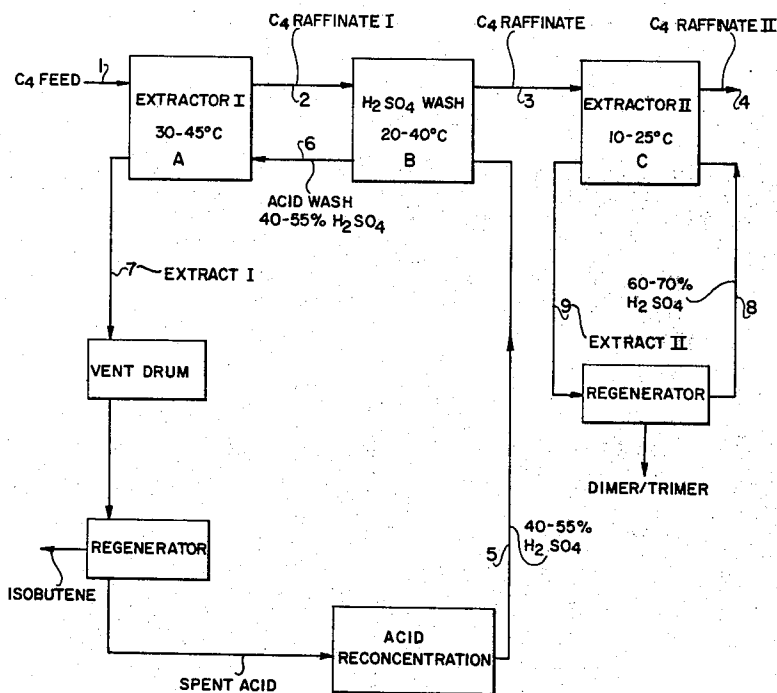 C4 RAFFINATE I
C4 RAFFINATE
C4 RAFFINATE II
1
C4 FEED
EXTRACTOR I
30-45°C
A
2
H2SO4 WASH
20-40°C
B
3
EXTRACTOR II
10-25°C
C
4
6
ACID WASH
40-55% H2SO4
7
EXTRACT I
60-70%
H2SO4
8
9
EXTRACT II
VENT DRUM
REGENERATOR
DIMER/TRIMER
REGENERATOR
ISOBUTENE
5
40-55%
H2SO4
ACID
RECONCENTRATION
SPENT ACID